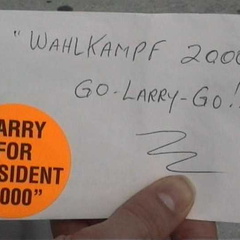 "WAHLKAMPF 2000
GO-LARRY-GO!!
ARRY
FOR
SIDENT
000"